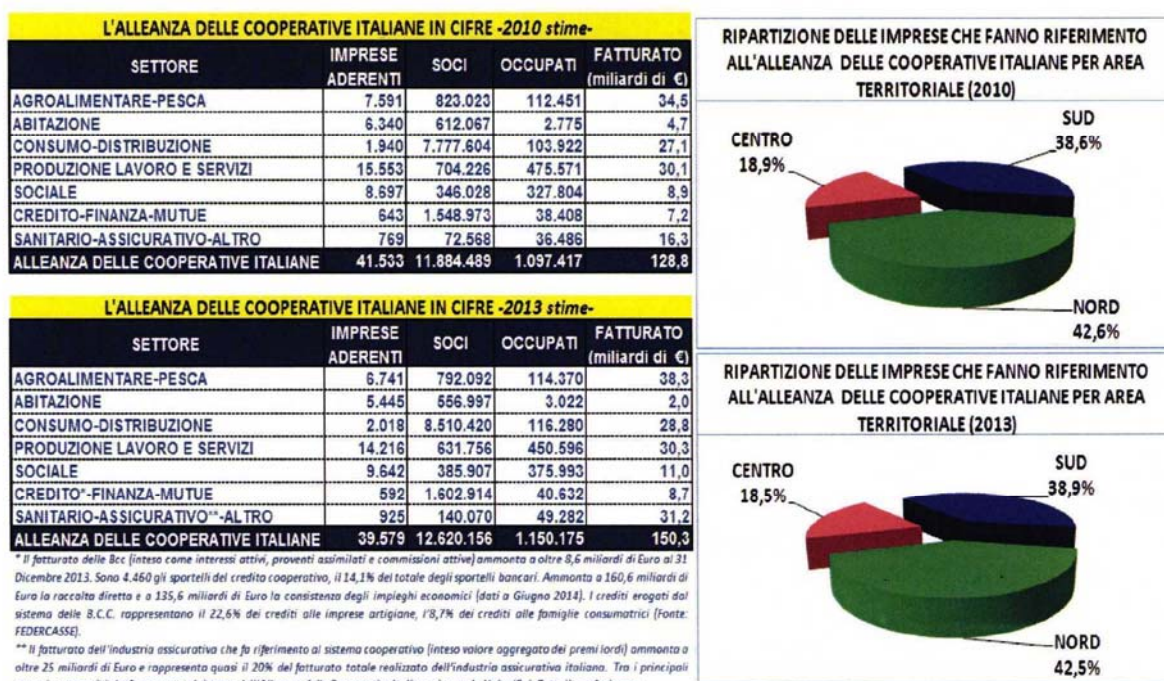 L'ALLEANZA DELLE COOPERATIVE ITALIANE IN CIFRE -2010 stime-
SETTORE IMPRESE ADERENTI SOCI OCCUPATI FATTURATO (miliardi di €)
AGROALIMENTARE-PESCA 7.591 823.023 112.451 34,5
ABITAZIONE 6.340 612.067 2.775 4,7
CONSUMO-DISTRIBUZIONE 1.940 7.777.604 103.922 27,1
PRODUZIONE LAVORO E SERVIZI 15.553 704.226 475.571 30,1
SOCIALE 8.697 346.028 327.804 8,9
CREDITO-FINANZA-MUTUE 643 1.548.973 38.408 7,2
SANITARIO-ASSICURATIVO-ALTRO 769 72.568 36.486 16,3
ALLEANZA DELLE COOPERATIVE ITALIANE 41.533 11.884.489 1.097.417 128,8
L'ALLEANZA DELLE COOPERATIVE ITALIANE IN CIFRE -2013 stime-
SETTORE IMPRESE ADERENTI SOCI OCCUPATI FATTURATO (miliardi di €)
AGROALIMENTARE-PESCA 6.741 792.092 114.370 38,3
ABITAZIONE 5.445 556.997 3.022 2,0
CONSUMO-DISTRIBUZIONE 2.018 8.510.420 116.280 28,8
PRODUZIONE LAVORO E SERVIZI 14.216 631.756 450.596 30,3
SOCIALE 9.642 385.907 375.993 11,0
CREDITO*-FINANZA-MUTUE 592 1.602.914 40.632 8,7
SANITARIO-ASSICURATIVO**-ALTRO 925 140.070 49.282 31,2
ALLEANZA DELLE COOPERATIVE ITALIANE 39.579 12.620.156 1.150.175 150,3
* Il fatturato delle Bcc (inteso come interessi attivi, proventi assimilati e commissioni attive) ammonta a oltre 8,6 miliardi di Euro al 31
Dicembre 2013. Sono 4.460 gli sportelli del credito cooperativo, il 14,1% del totale degli sportelli bancari. Ammonta a 160,6 miliardi di
Euro la raccolta diretta e a 135,6 miliardi di Euro la consistenza degli impieghi economici (dati a Giugno 2014). I crediti erogati dal
sistema delle B.C.C. rappresentano il 22,6% dei crediti alle imprese artigiane, l'8,7% dei crediti alle famiglie consumatrici (Fonte:
FEDERCASSE).
** Il fatturato dell'industria assicurativa che fa riferimento al sistema cooperativo (inteso valore aggregato dei premi lordi) ammonta a
oltre 25 miliardi di Euro e rappresenta quasi il 20% del fatturato totale realizzato dell'industria assicurativa italiana. Tra i principali
RIPARTIZIONE DELLE IMPRESE CHE FANNO RIFERIMENTO
ALL'ALLEANZA DELLE COOPERATIVE ITALIANE PER AREA
TERRITORIALE (2010)
CENTRO
18,9%
SUD
38,6%
NORD
42,6%
RIPARTIZIONE DELLE IMPRESE CHE FANNO RIFERIMENTO
ALL'ALLEANZA DELLE COOPERATIVE ITALIANE PER AREA
TERRITORIALE (2013)
CENTRO
18,5%
SUD
38,9%
NORD
42,5%